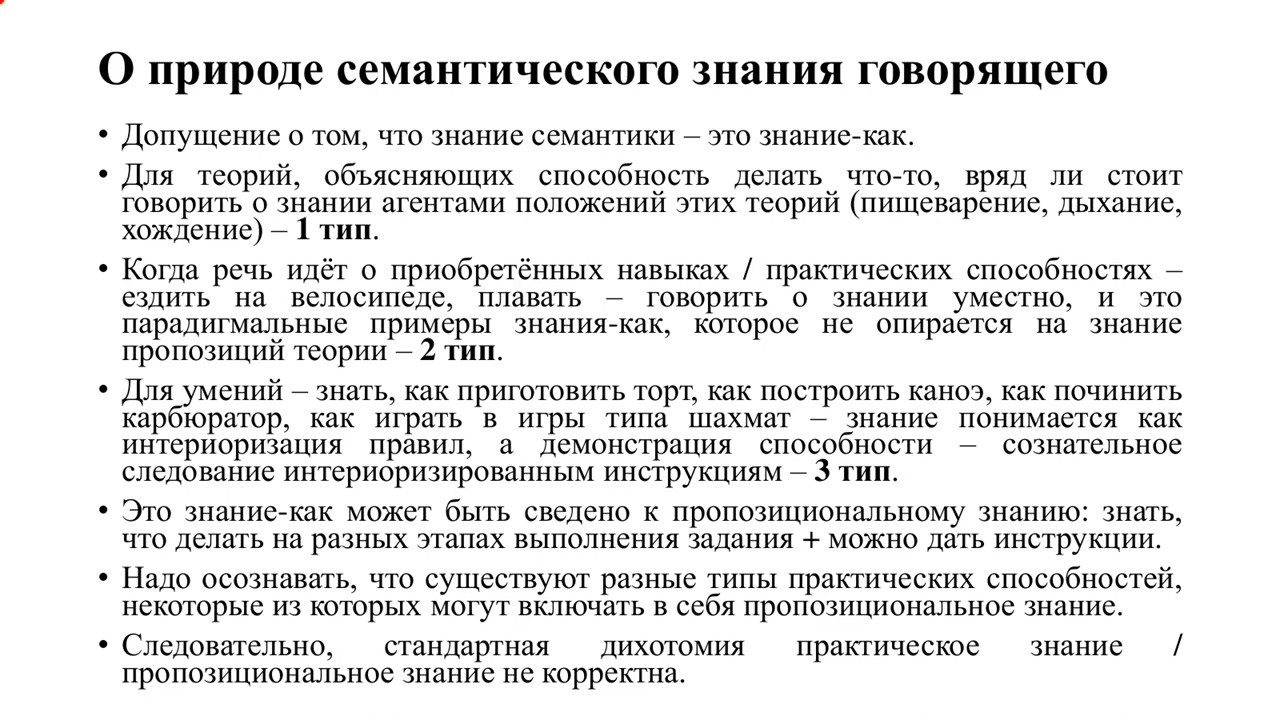 О природе семантического знания говорящего
• Допущение о том, что знание семантики – это знание-как.
• Для теорий, объясняющих способность делать что-то, вряд ли стоит
говорить о знании агентами положений этих теорий (пищеварение, дыхание,
хождение) – 1 тип.
• Когда речь идёт о приобретённых навыках / практических способностях –
ездить на велосипеде, плавать – говорить о знании уместно, и это
парадигмальные примеры знания-как, которое не опирается на знание
пропозиций теории – 2 тип.
• Для умений – знать, как приготовить торт, как построить каноэ, как починить
карбюратор, как играть в игры типа шахмат – знание понимается как
интериоризация правил, а демонстрация способности – сознательное
следование интериоризированным инструкциям – 3 тип.
• Это знание-как может быть сведено к пропозициональному знанию: знать,
что делать на разных этапах выполнения задания + можно дать инструкции.
• Надо осознавать, что существуют разные типы практических способностей,
некоторые из которых могут включать в себя пропозициональное знание.
• Следовательно, стандартная дихотомия практическое знание /
пропозициональное знание не корректна.